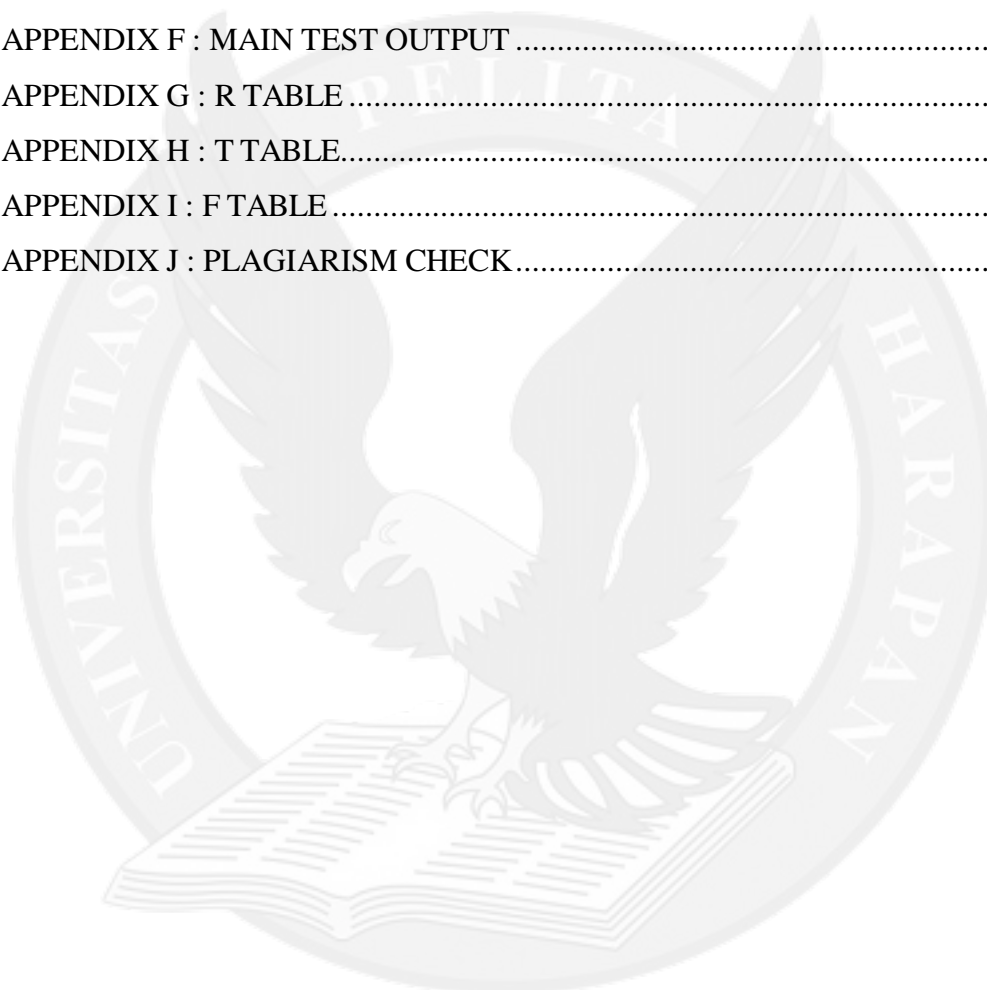 APPENDIX F : MAIN TEST OUTPUT ..........................................................
APPENDIX G : R TABLE ..............................................................................
APPENDIX H : T TABLE...............................................................................
APPENDIX I : F TABLE ................................................................................
APPENDIX J : PLAGIARISM CHECK ..........................................................
UNIVERSITAS PELITA HARAPAN